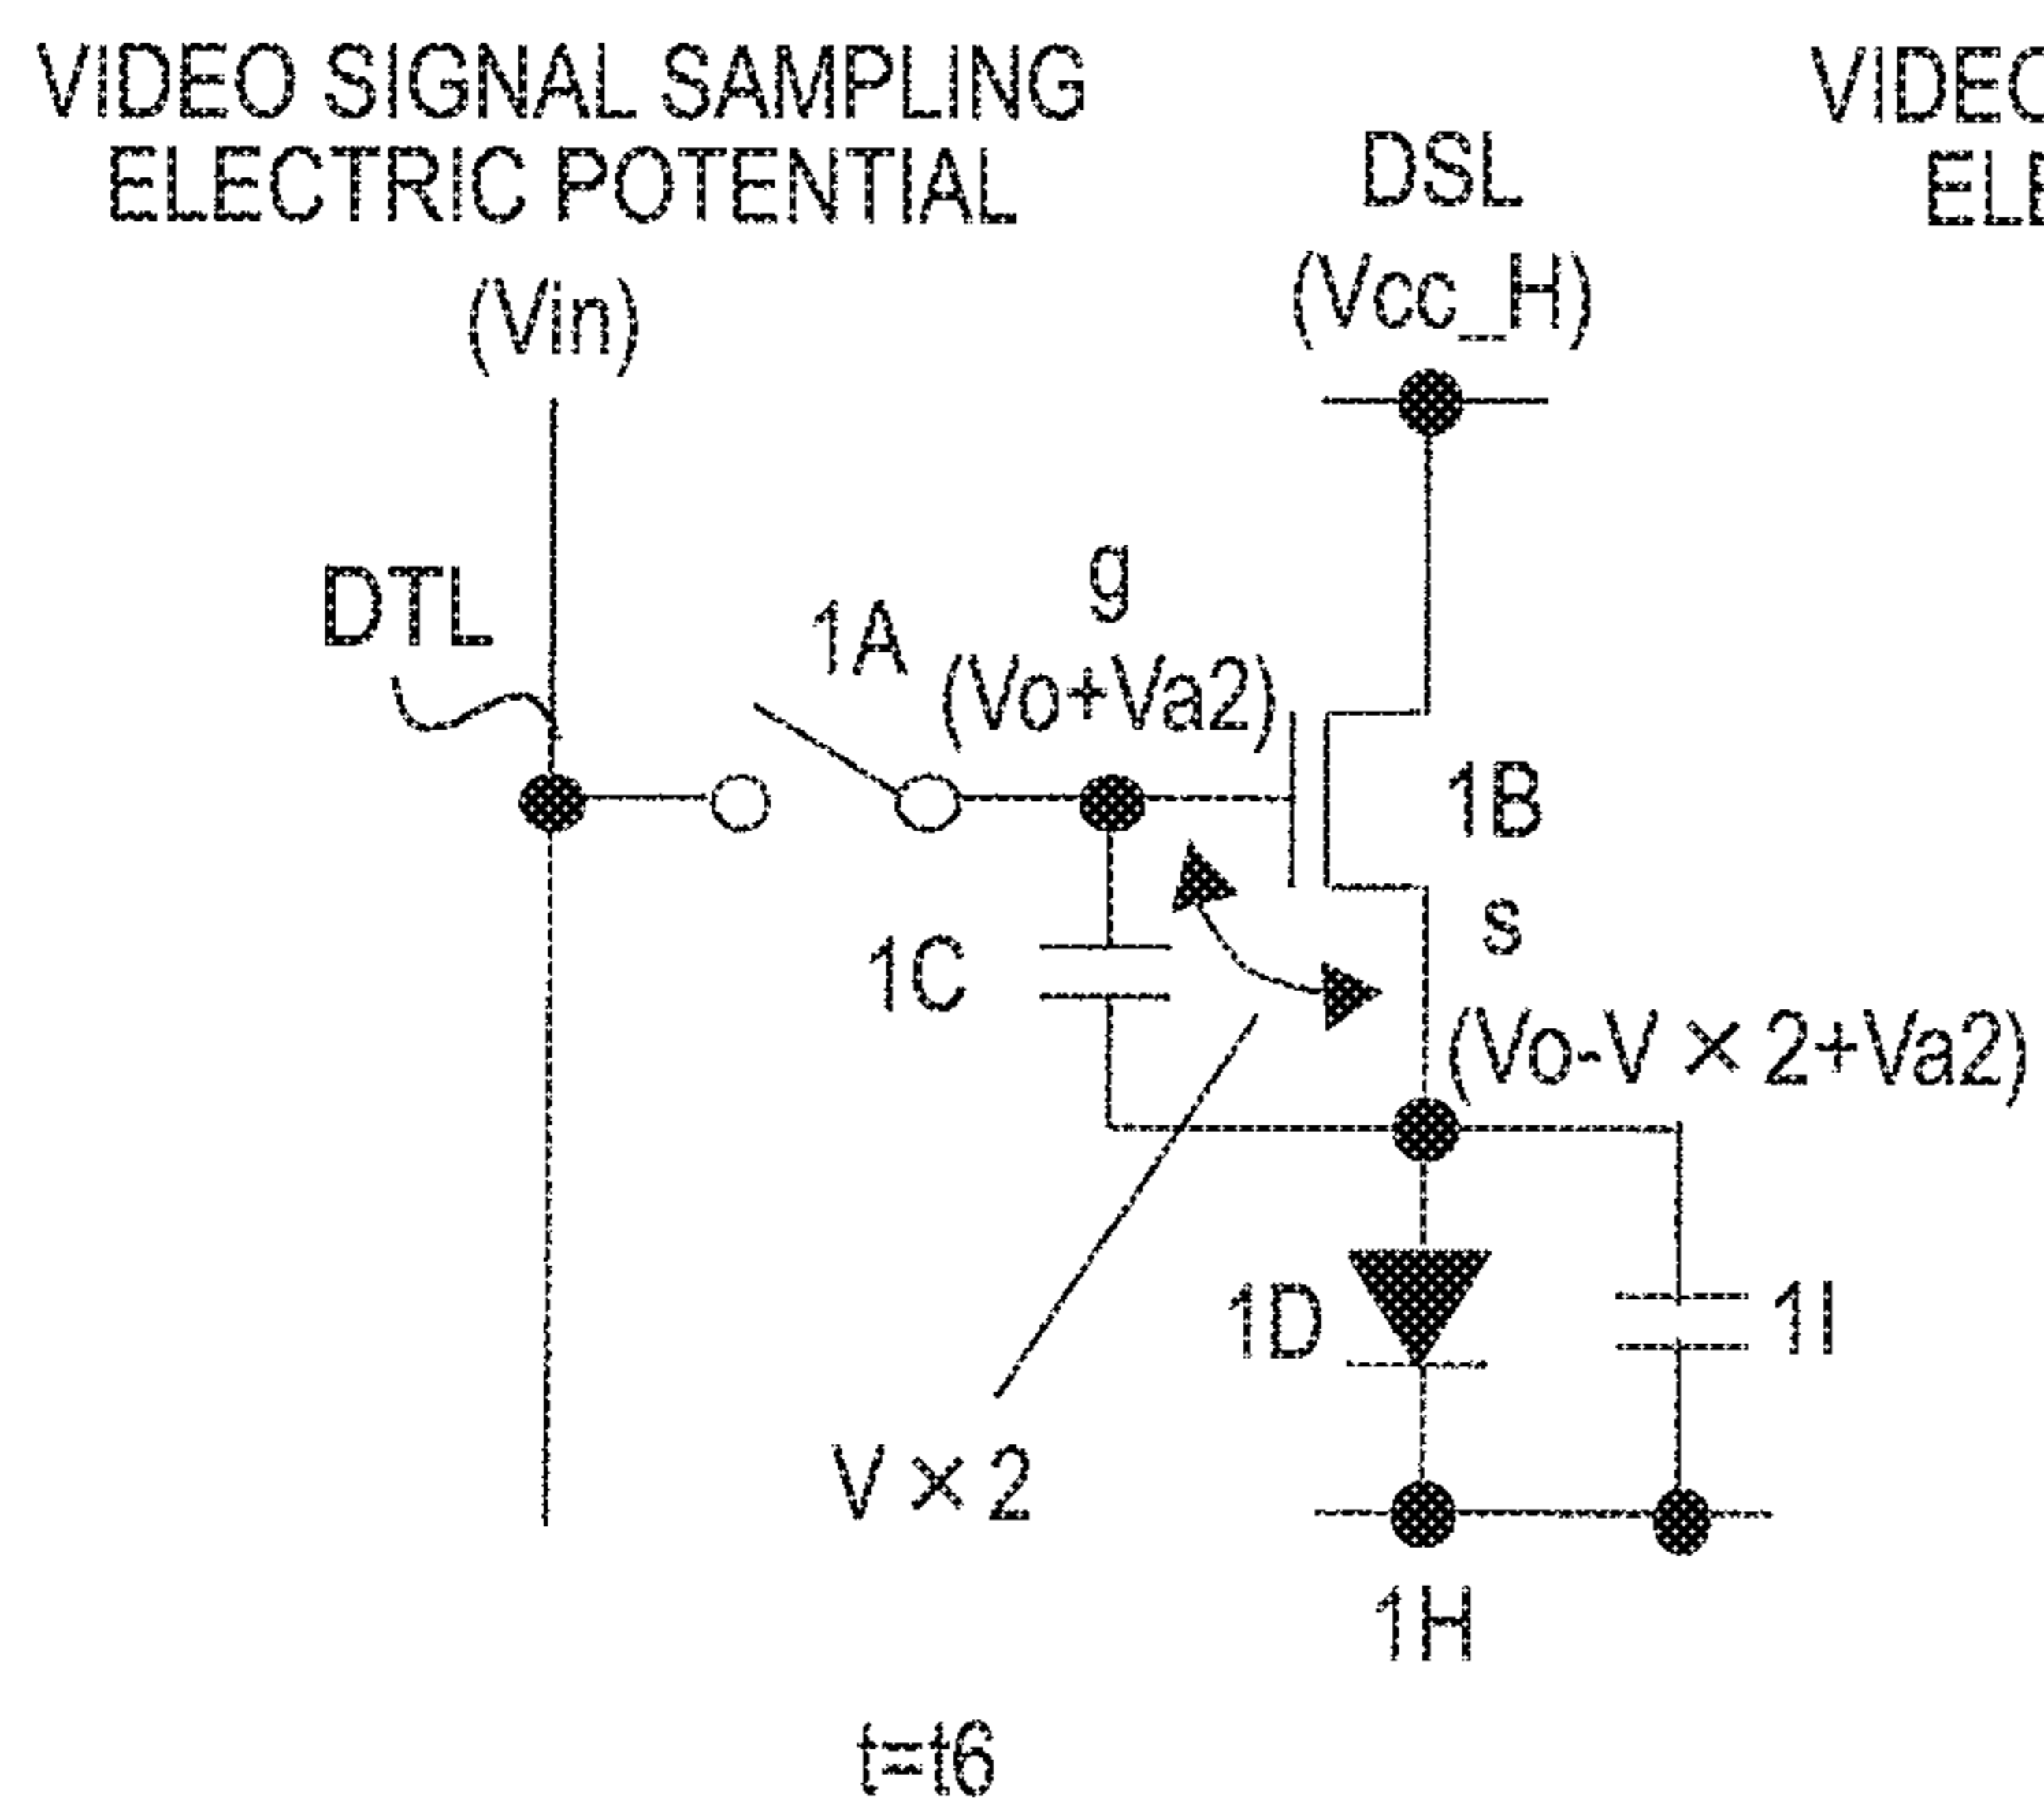 VIDEO SIGNAL SAMPLING
ELECTRIC POTENTIAL
(Vin)
DSL
(Vcc_H)
DTL
1A
g
(Vo+Va2)
1B
s
1C
(Vo-V×2+Va2)
1D
1I
V×2
1H
t=t6
VIDEO